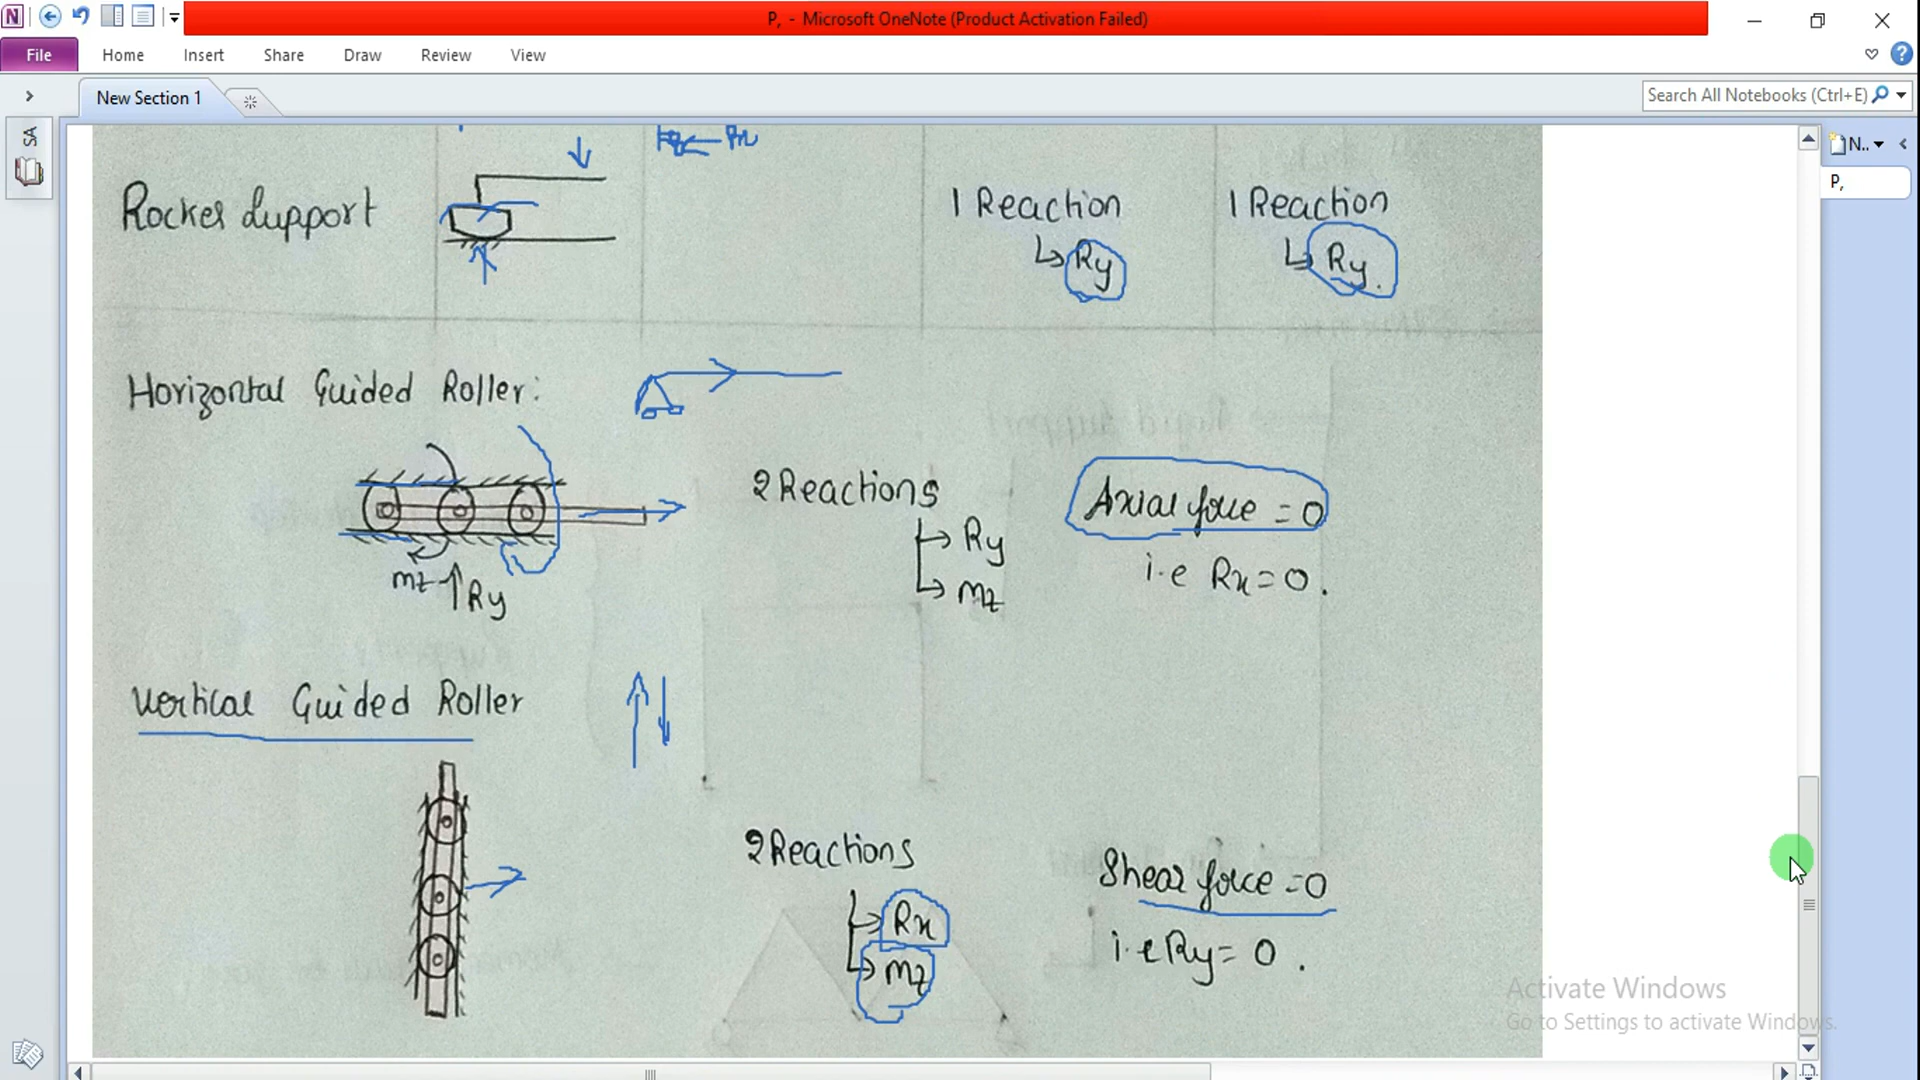 P, - Microsoft OneNote (Product Activation Failed)
File Home Insert Share Draw Review View
New Section 1
Search All Notebooks (Ctrl+E)
N..
SA
P,
Rx
Rocker Support
1 Reaction
↳ Ry
1 Reaction
↳ Ry.
Horizontal Guided Roller:
2 Reactions
→ Ry
→ Mz
Axial force = 0
i.e Rx = 0.
Mz
Ry
Vertical Guided Roller
2 Reactions
→ Rx
→ Mz
Shear force = 0
i.e Ry = 0.
Activate Windows
Go to Settings to activate Windows.